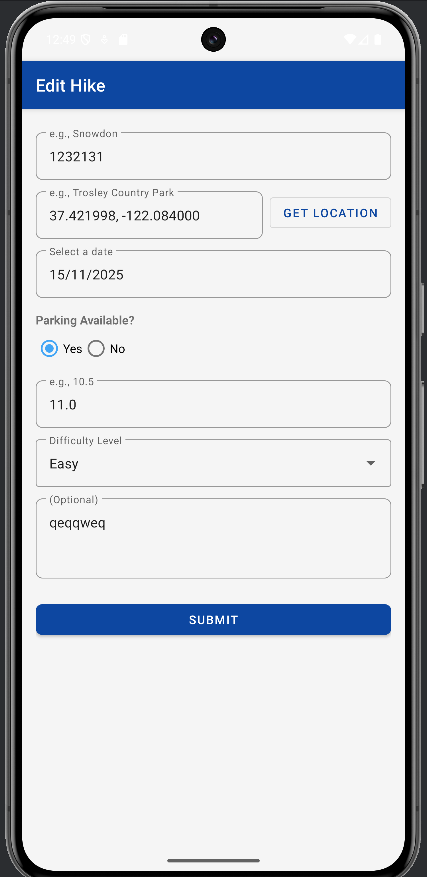 12:49
Edit Hike
e.g., Snowdon
1232131
e.g., Trosley Country Park
37.421998, -122.084000
GET LOCATION
Select a date
15/11/2025
Parking Available?
Yes No
e.g., 10.5
11.0
Difficulty Level
Easy
(Optional)
qeqqweq
SUBMIT